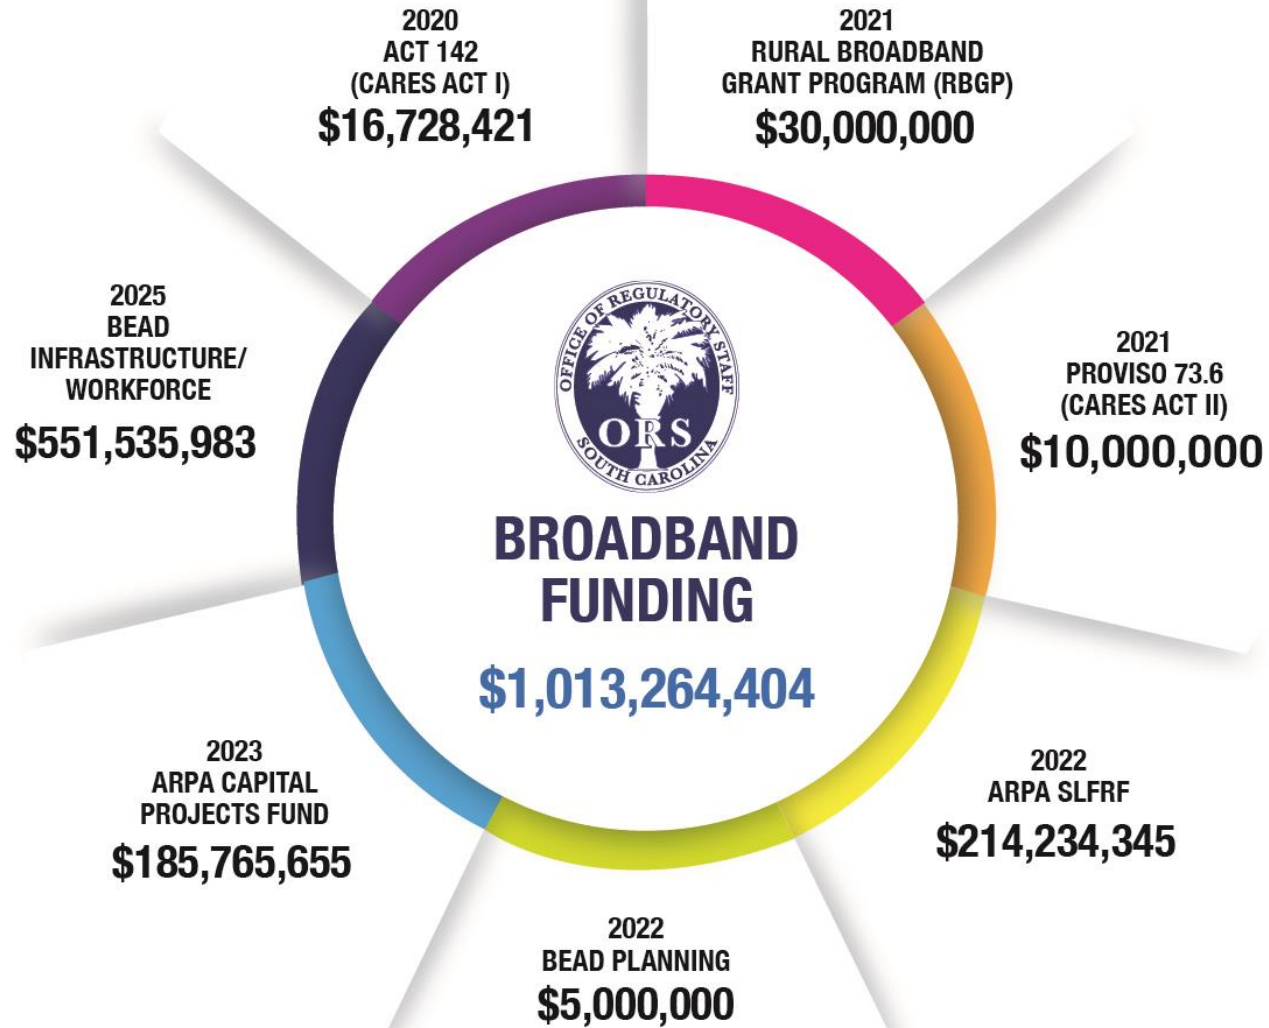 2020
ACT 142
(CARES ACT I)
$16,728,421
2021
RURAL BROADBAND
GRANT PROGRAM (RBGP)
$30,000,000
2021
PROVISO 73.6
(CARES ACT II)
$10,000,000
2022
ARPA SLFRF
$214,234,345
2022
BEAD PLANNING
$5,000,000
2023
ARPA CAPITAL
PROJECTS FUND
$185,765,655
2025
BEAD
INFRASTRUCTURE/
WORKFORCE
$551,535,983
OFFICE OF REGULATORY STAFF
ORS
SOUTH CAROLINA
BROADBAND
FUNDING
$1,013,264,404